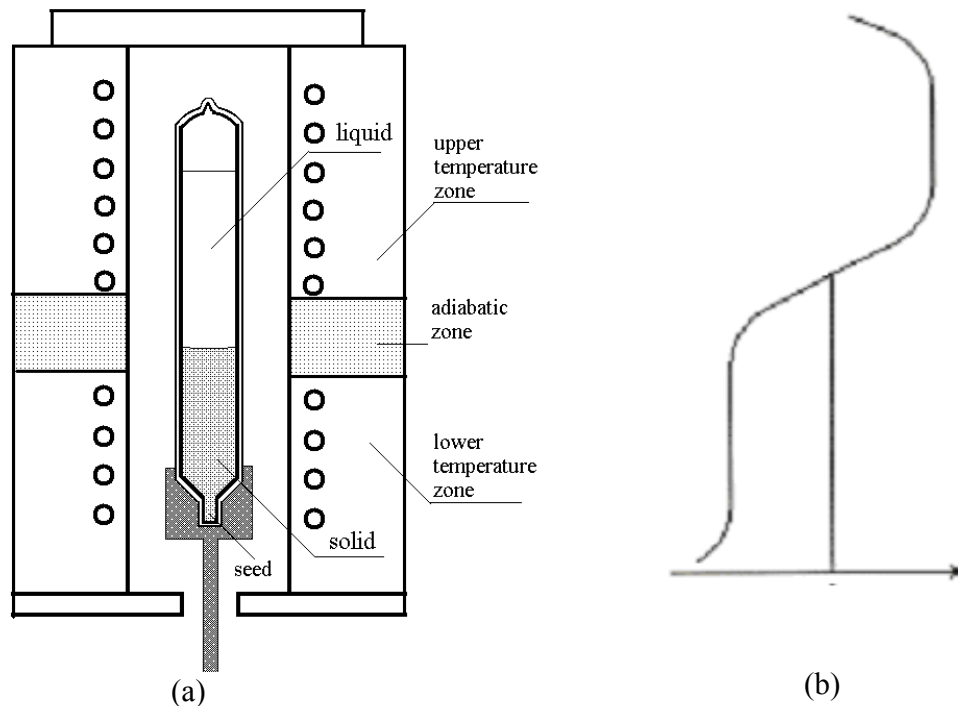 liquid
upper
temperature
zone
adiabatic
zone
lower
temperature
zone
solid
seed
(a)
(b)